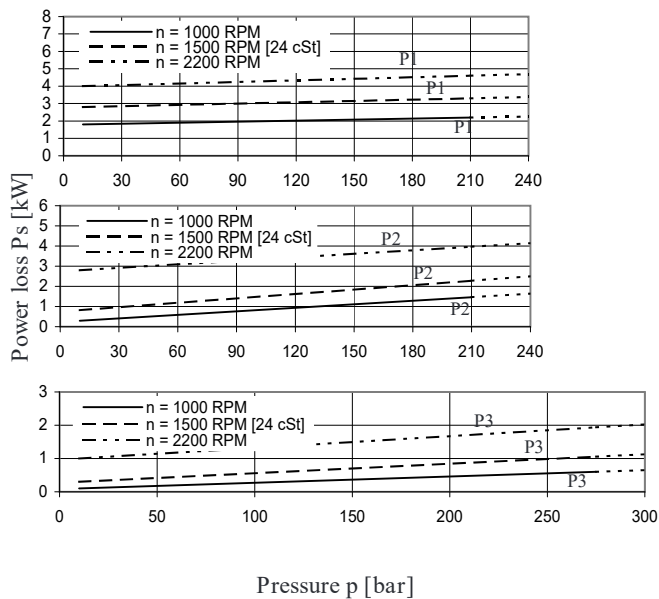 8
n = 1000 RPM
7
n = 1500 RPM [24 cSt]
6
n = 2200 RPM
5
P1
4
3
P1
2
P1
1
0
0 30 60 90 120 150 180 210 240
Power loss Ps [kW]
6
n = 1000 RPM
5
n = 1500 RPM [24 cSt]
4
n = 2200 RPM
P2
3
P2
2
1
P2
0
0 30 60 90 120 150 180 210 240
3
n = 1000 RPM
n = 1500 RPM [24 cSt]
2
n = 2200 RPM
P3
P3
1
P3
0
0 50 100 150 200 250 300
Pressure p [bar]